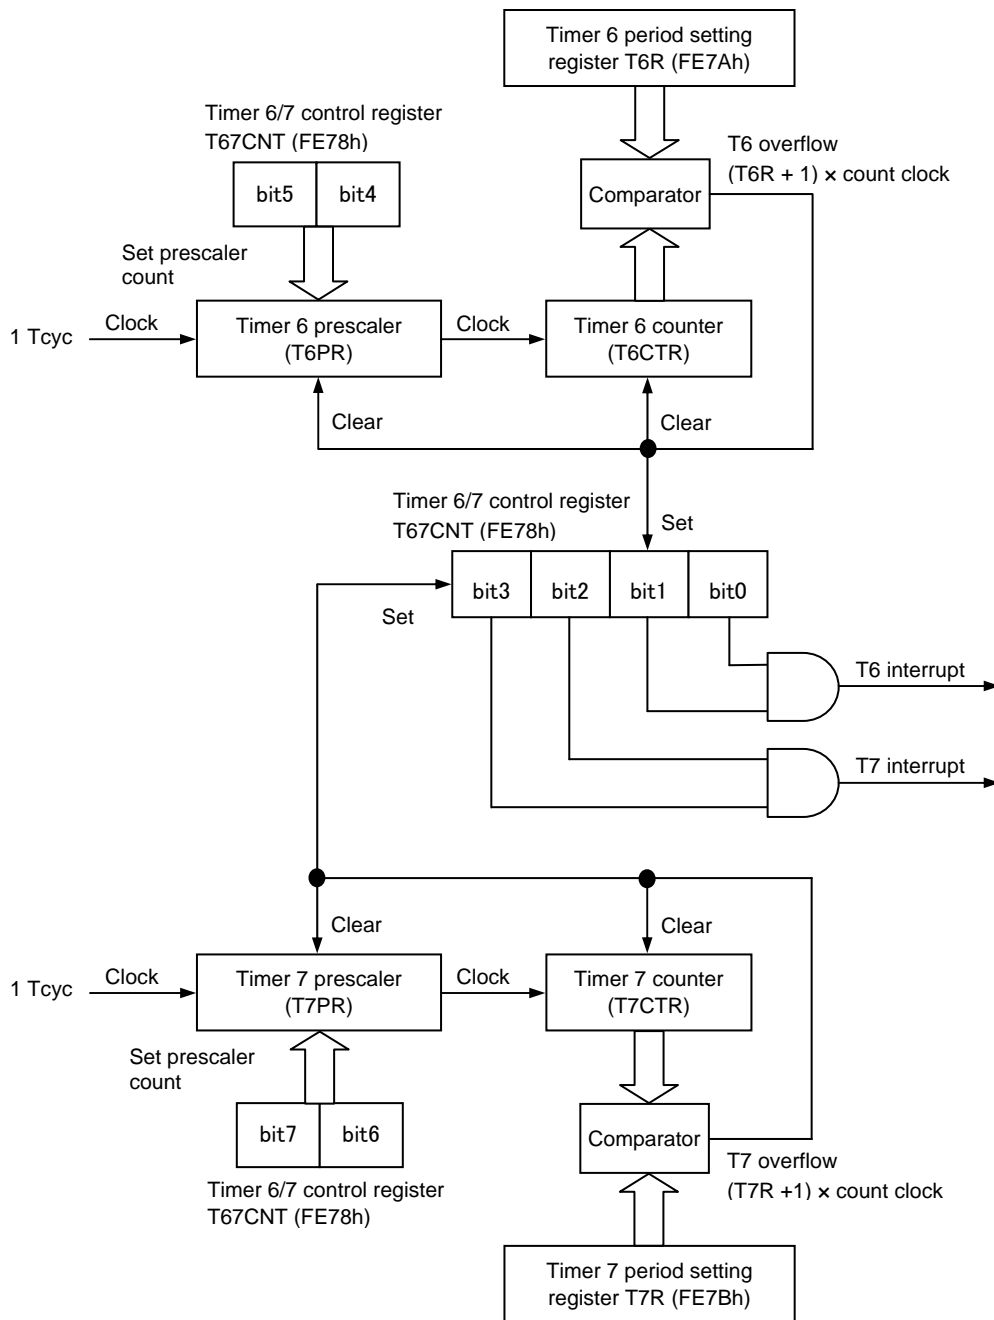 Timer 6 period setting
register T6R (FE7Ah)
Timer 6/7 control register
T67CNT (FE78h)
bit5 bit4
T6 overflow
(T6R + 1) × count clock
Comparator
Set prescaler
count
1 Tcyc
Clock
Timer 6 prescaler
(T6PR)
Clock
Timer 6 counter
(T6CTR)
Clear
Clear
Timer 6/7 control register
T67CNT (FE78h)
Set
bit3 bit2 bit1 bit0
Set
T6 interrupt
T7 interrupt
Clear
Clear
1 Tcyc
Clock
Timer 7 prescaler
(T7PR)
Clock
Timer 7 counter
(T7CTR)
Set prescaler
count
bit7 bit6
Comparator
T7 overflow
(T7R +1) × count clock
Timer 6/7 control register
T67CNT (FE78h)
Timer 7 period setting
register T7R (FE7Bh)